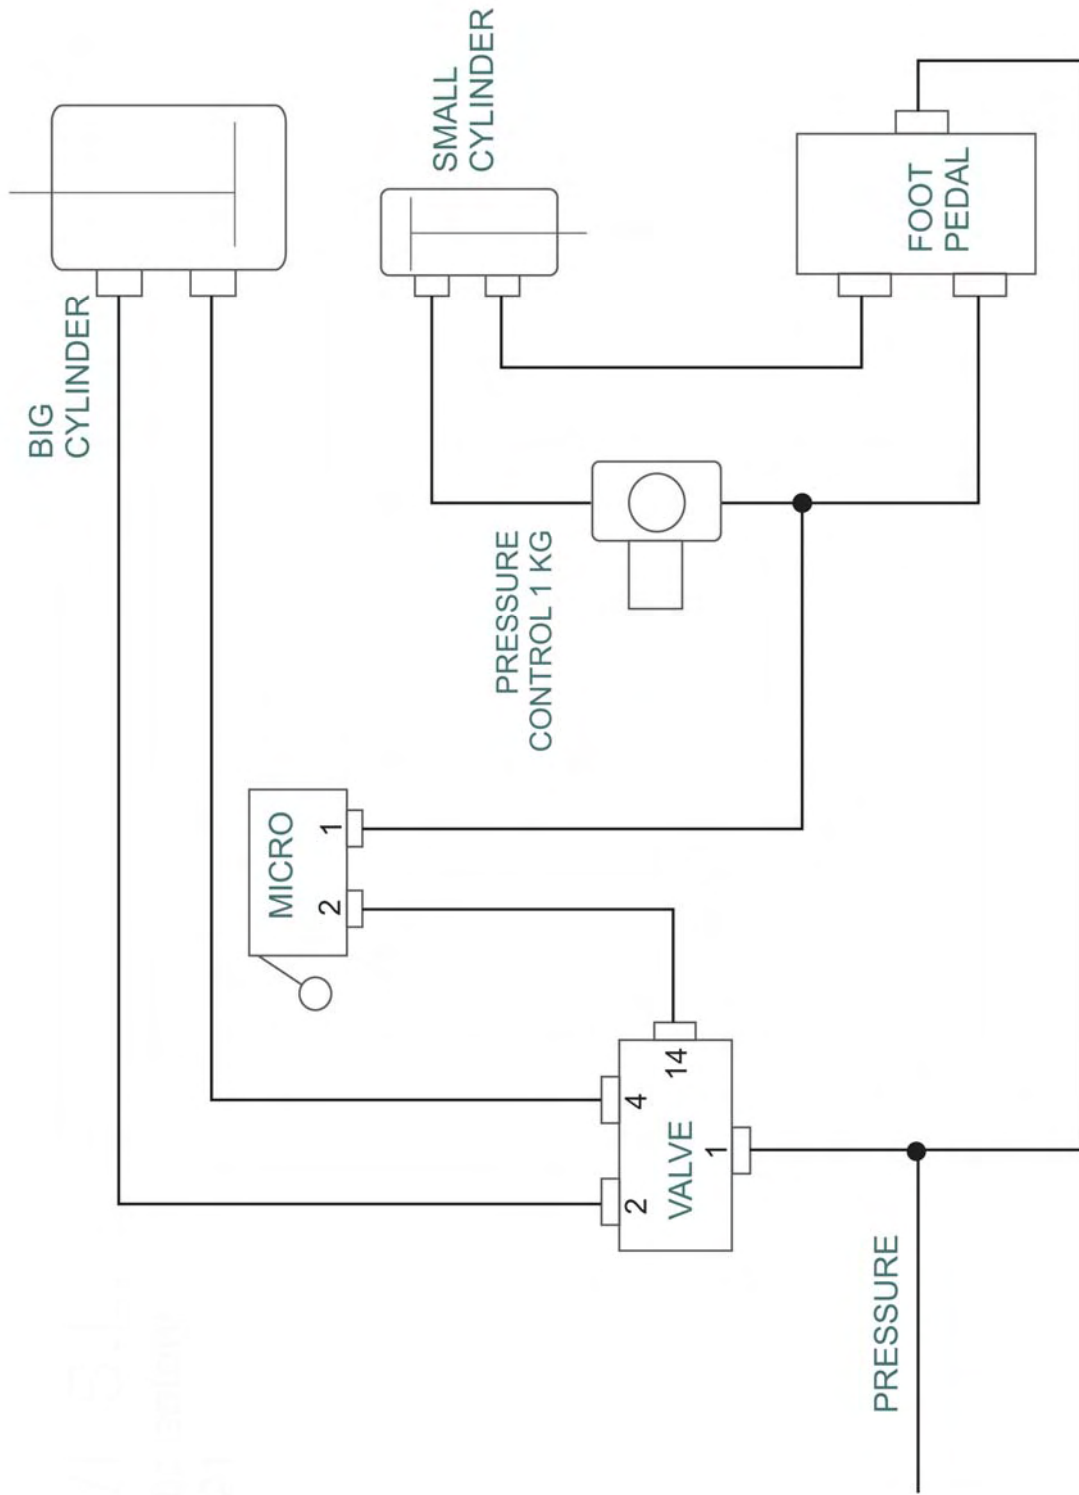 BIG
CYLINDER
SMALL
CYLINDER
FOOT
PEDAL
PRESSURE
CONTROL 1 KG
MICRO
2
1
2
4
14
VALVE
1
PRESSURE